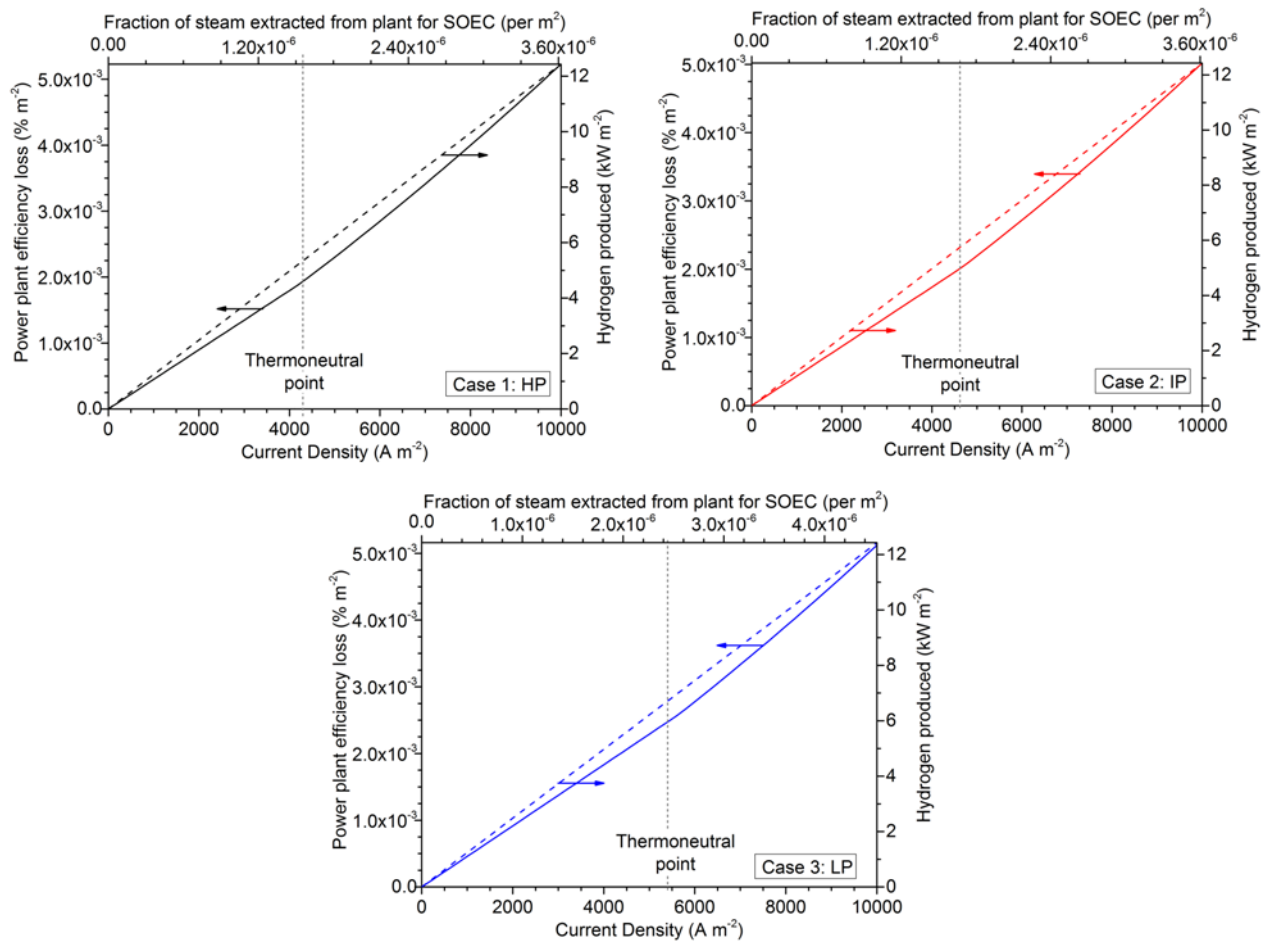 Fraction of steam extracted from plant for SOEC (per m²)
0.00 1.20x10⁻⁶ 2.40x10⁻⁶ 3.60x10⁻⁶
Power plant efficiency loss (% m⁻²)
5.0x10⁻³
4.0x10⁻³
3.0x10⁻³
2.0x10⁻³
1.0x10⁻³
0.0
12
10
8
6
4
2
0
Hydrogen produced (kW m⁻²)
Thermoneutral
point
Case 1: HP
0 2000 4000 6000 8000 10000
Current Density (A m⁻²)
Fraction of steam extracted from plant for SOEC (per m²)
0.00 1.20x10⁻⁶ 2.40x10⁻⁶ 3.60x10⁻⁶
Power plant efficiency loss (% m⁻²)
5.0x10⁻³
4.0x10⁻³
3.0x10⁻³
2.0x10⁻³
1.0x10⁻³
0.0
12
10
8
6
4
2
0
Hydrogen produced (kW m⁻²)
Thermoneutral
point
Case 2: IP
0 2000 4000 6000 8000 10000
Current Density (A m⁻²)
Fraction of steam extracted from plant for SOEC (per m²)
0.0 1.0x10⁻⁶ 2.0x10⁻⁶ 3.0x10⁻⁶ 4.0x10⁻⁶
Power plant efficiency loss (% m⁻²)
5.0x10⁻³
4.0x10⁻³
3.0x10⁻³
2.0x10⁻³
1.0x10⁻³
0.0
12
10
8
6
4
2
0
Hydrogen produced (kW m⁻²)
Thermoneutral
point
Case 3: LP
0 2000 4000 6000 8000 10000
Current Density (A m⁻²)